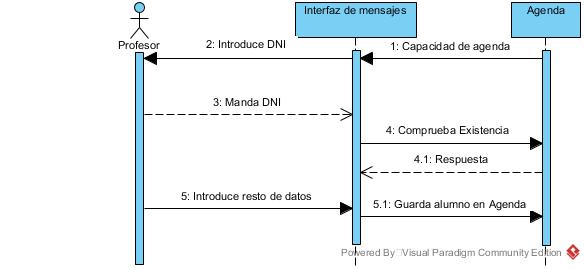 Interfaz de mensajes
Agenda
Profesor
2: Introduce DNI
1: Capacidad de agenda
3: Manda DNI
4: Comprueba Existencia
4.1: Respuesta
5: Introduce resto de datos
5.1: Guarda alumno en Agenda
Powered By Visual Paradigm Community Edition